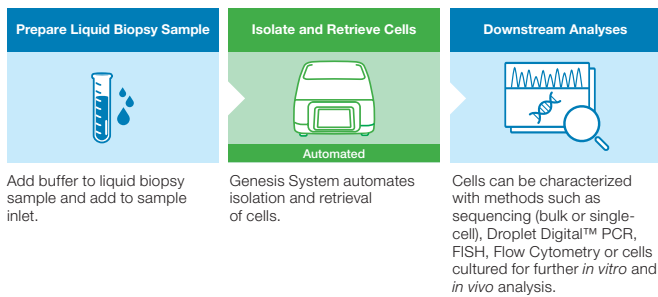 Prepare Liquid Biopsy Sample
Isolate and Retrieve Cells
Downstream Analyses
Automated
Add buffer to liquid biopsy
sample and add to sample
inlet.
Genesis System automates
isolation and retrieval
of cells.
Cells can be characterized
with methods such as
sequencing (bulk or single-
cell), Droplet Digital™ PCR,
FISH, Flow Cytometry or cells
cultured for further in vitro and
in vivo analysis.